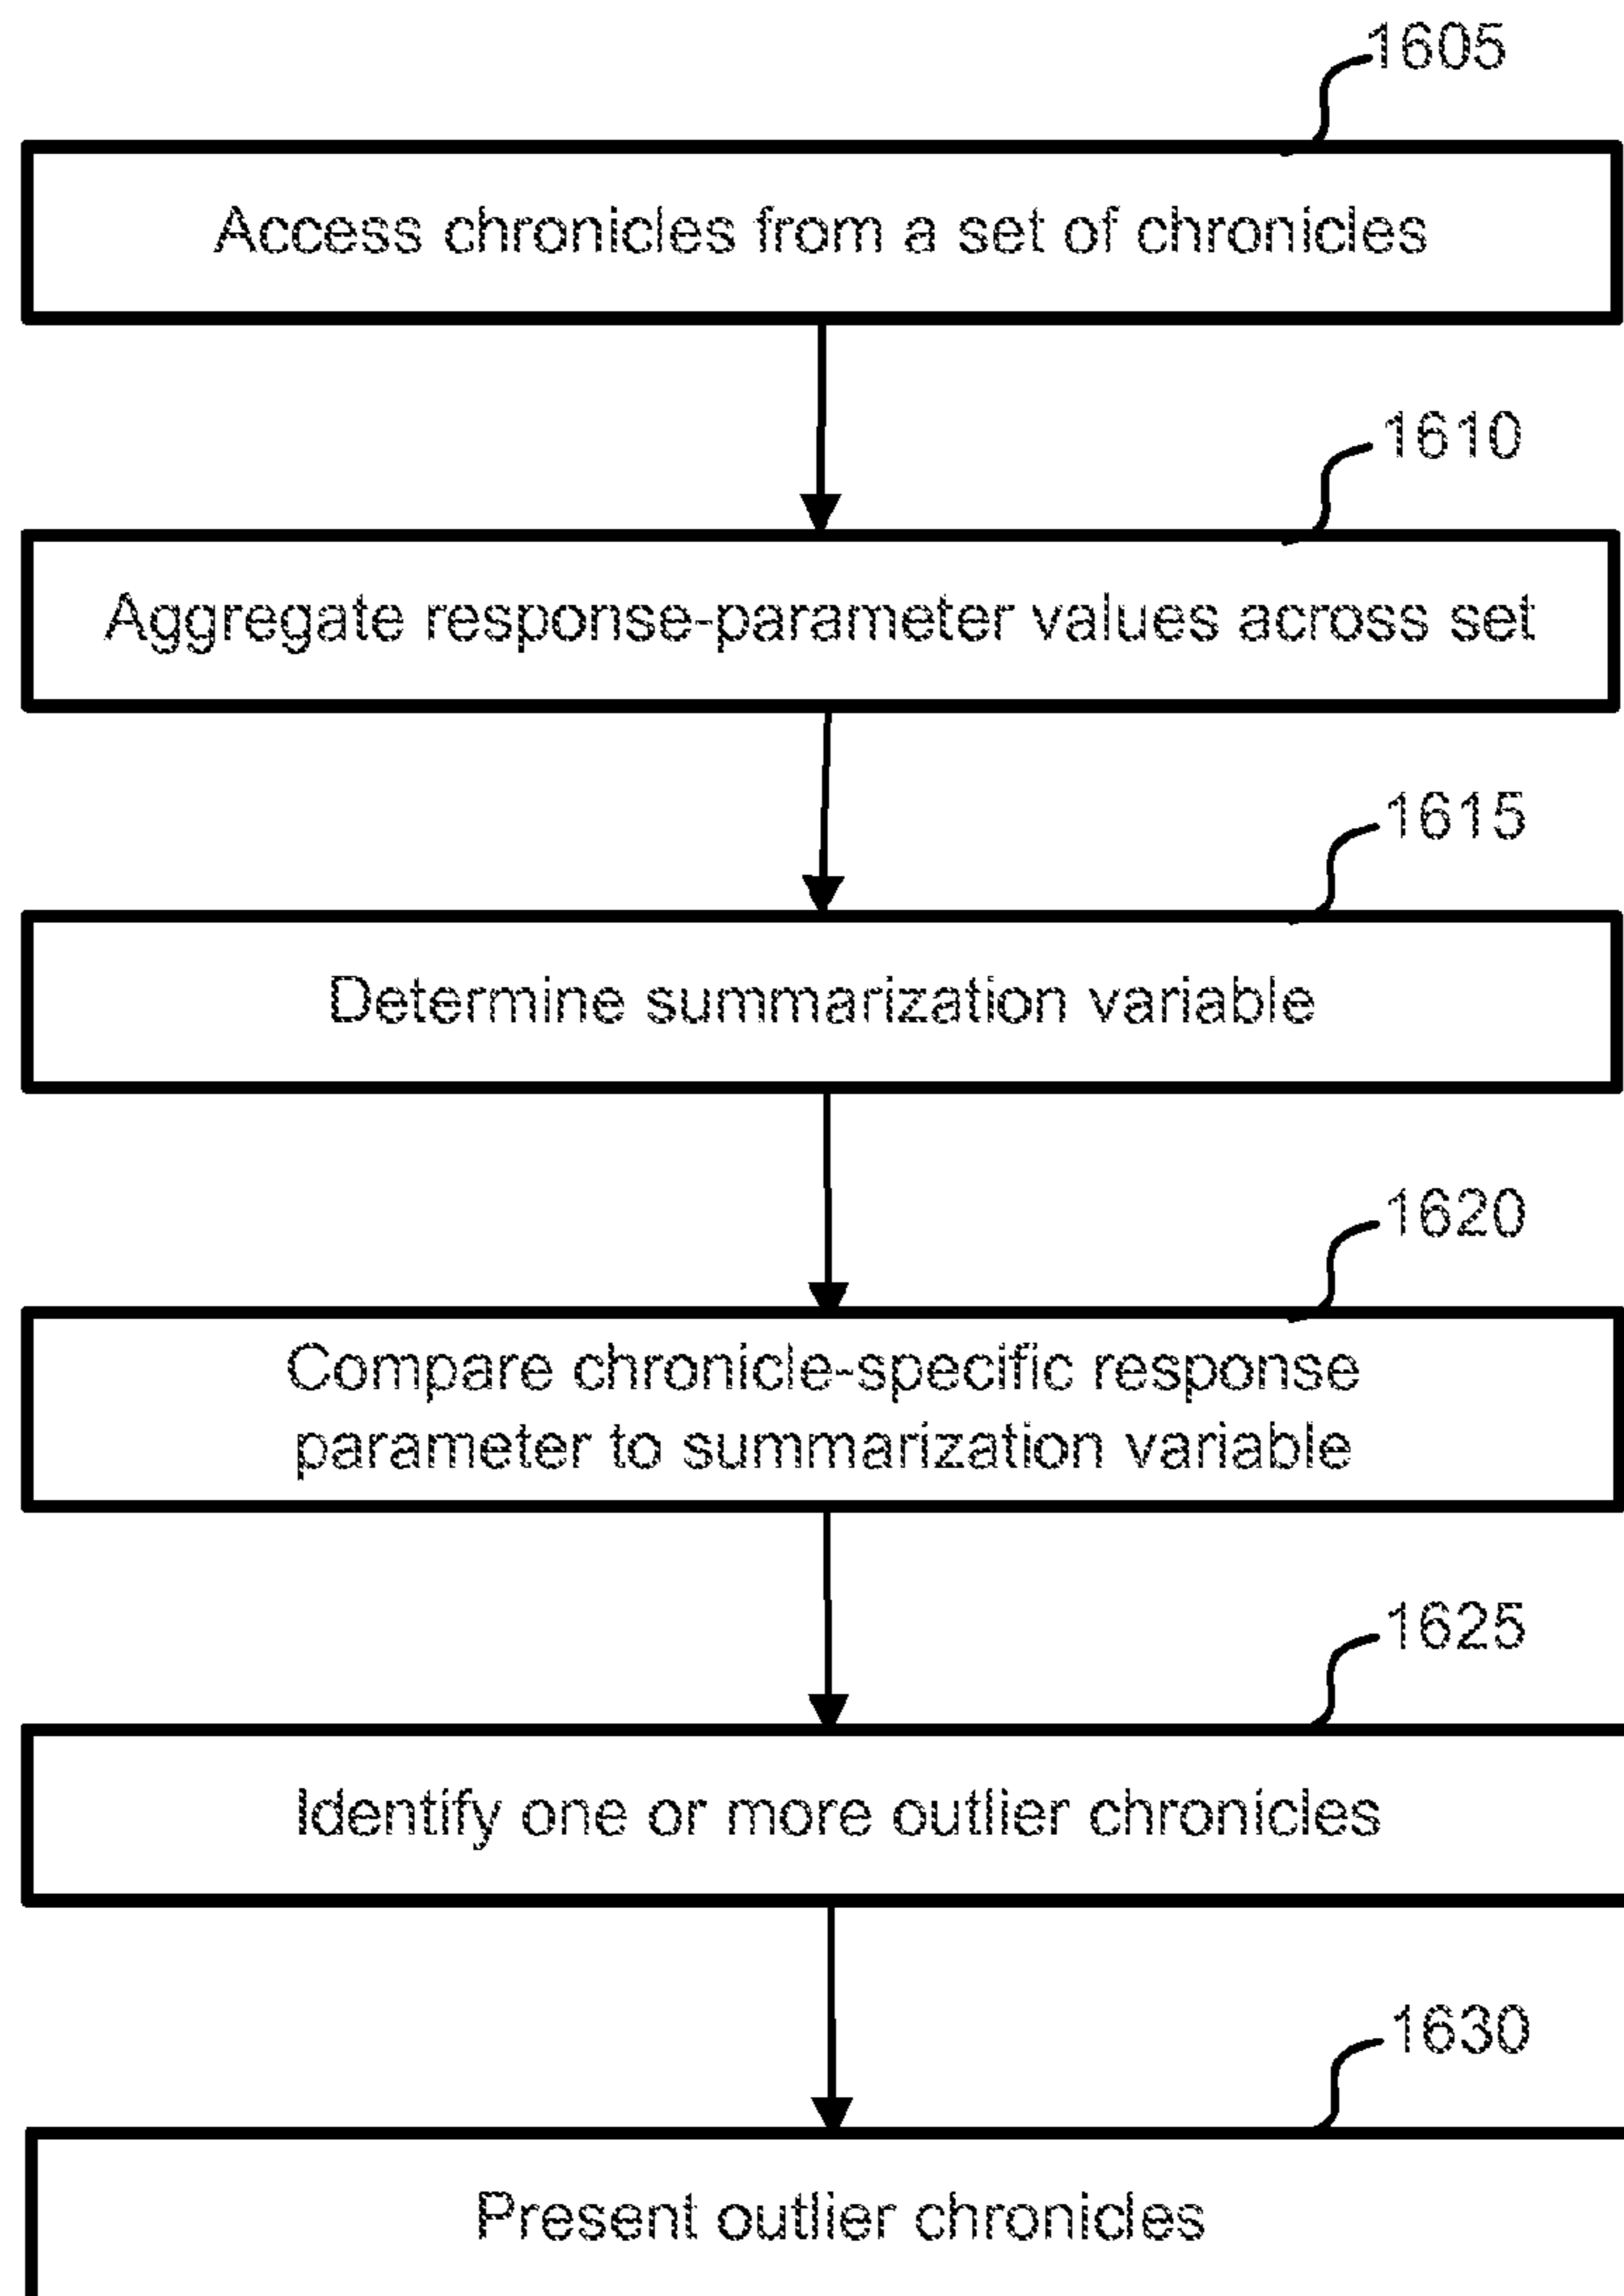 1605
Access chronicles from a set of chronicles
1610
Aggregate response-parameter values across set
1615
Determine summarization variable
1620
Compare chronicle-specific response
parameter to summarization variable
1625
Identify one or more outlier chronicles
1630
Present outlier chronicles